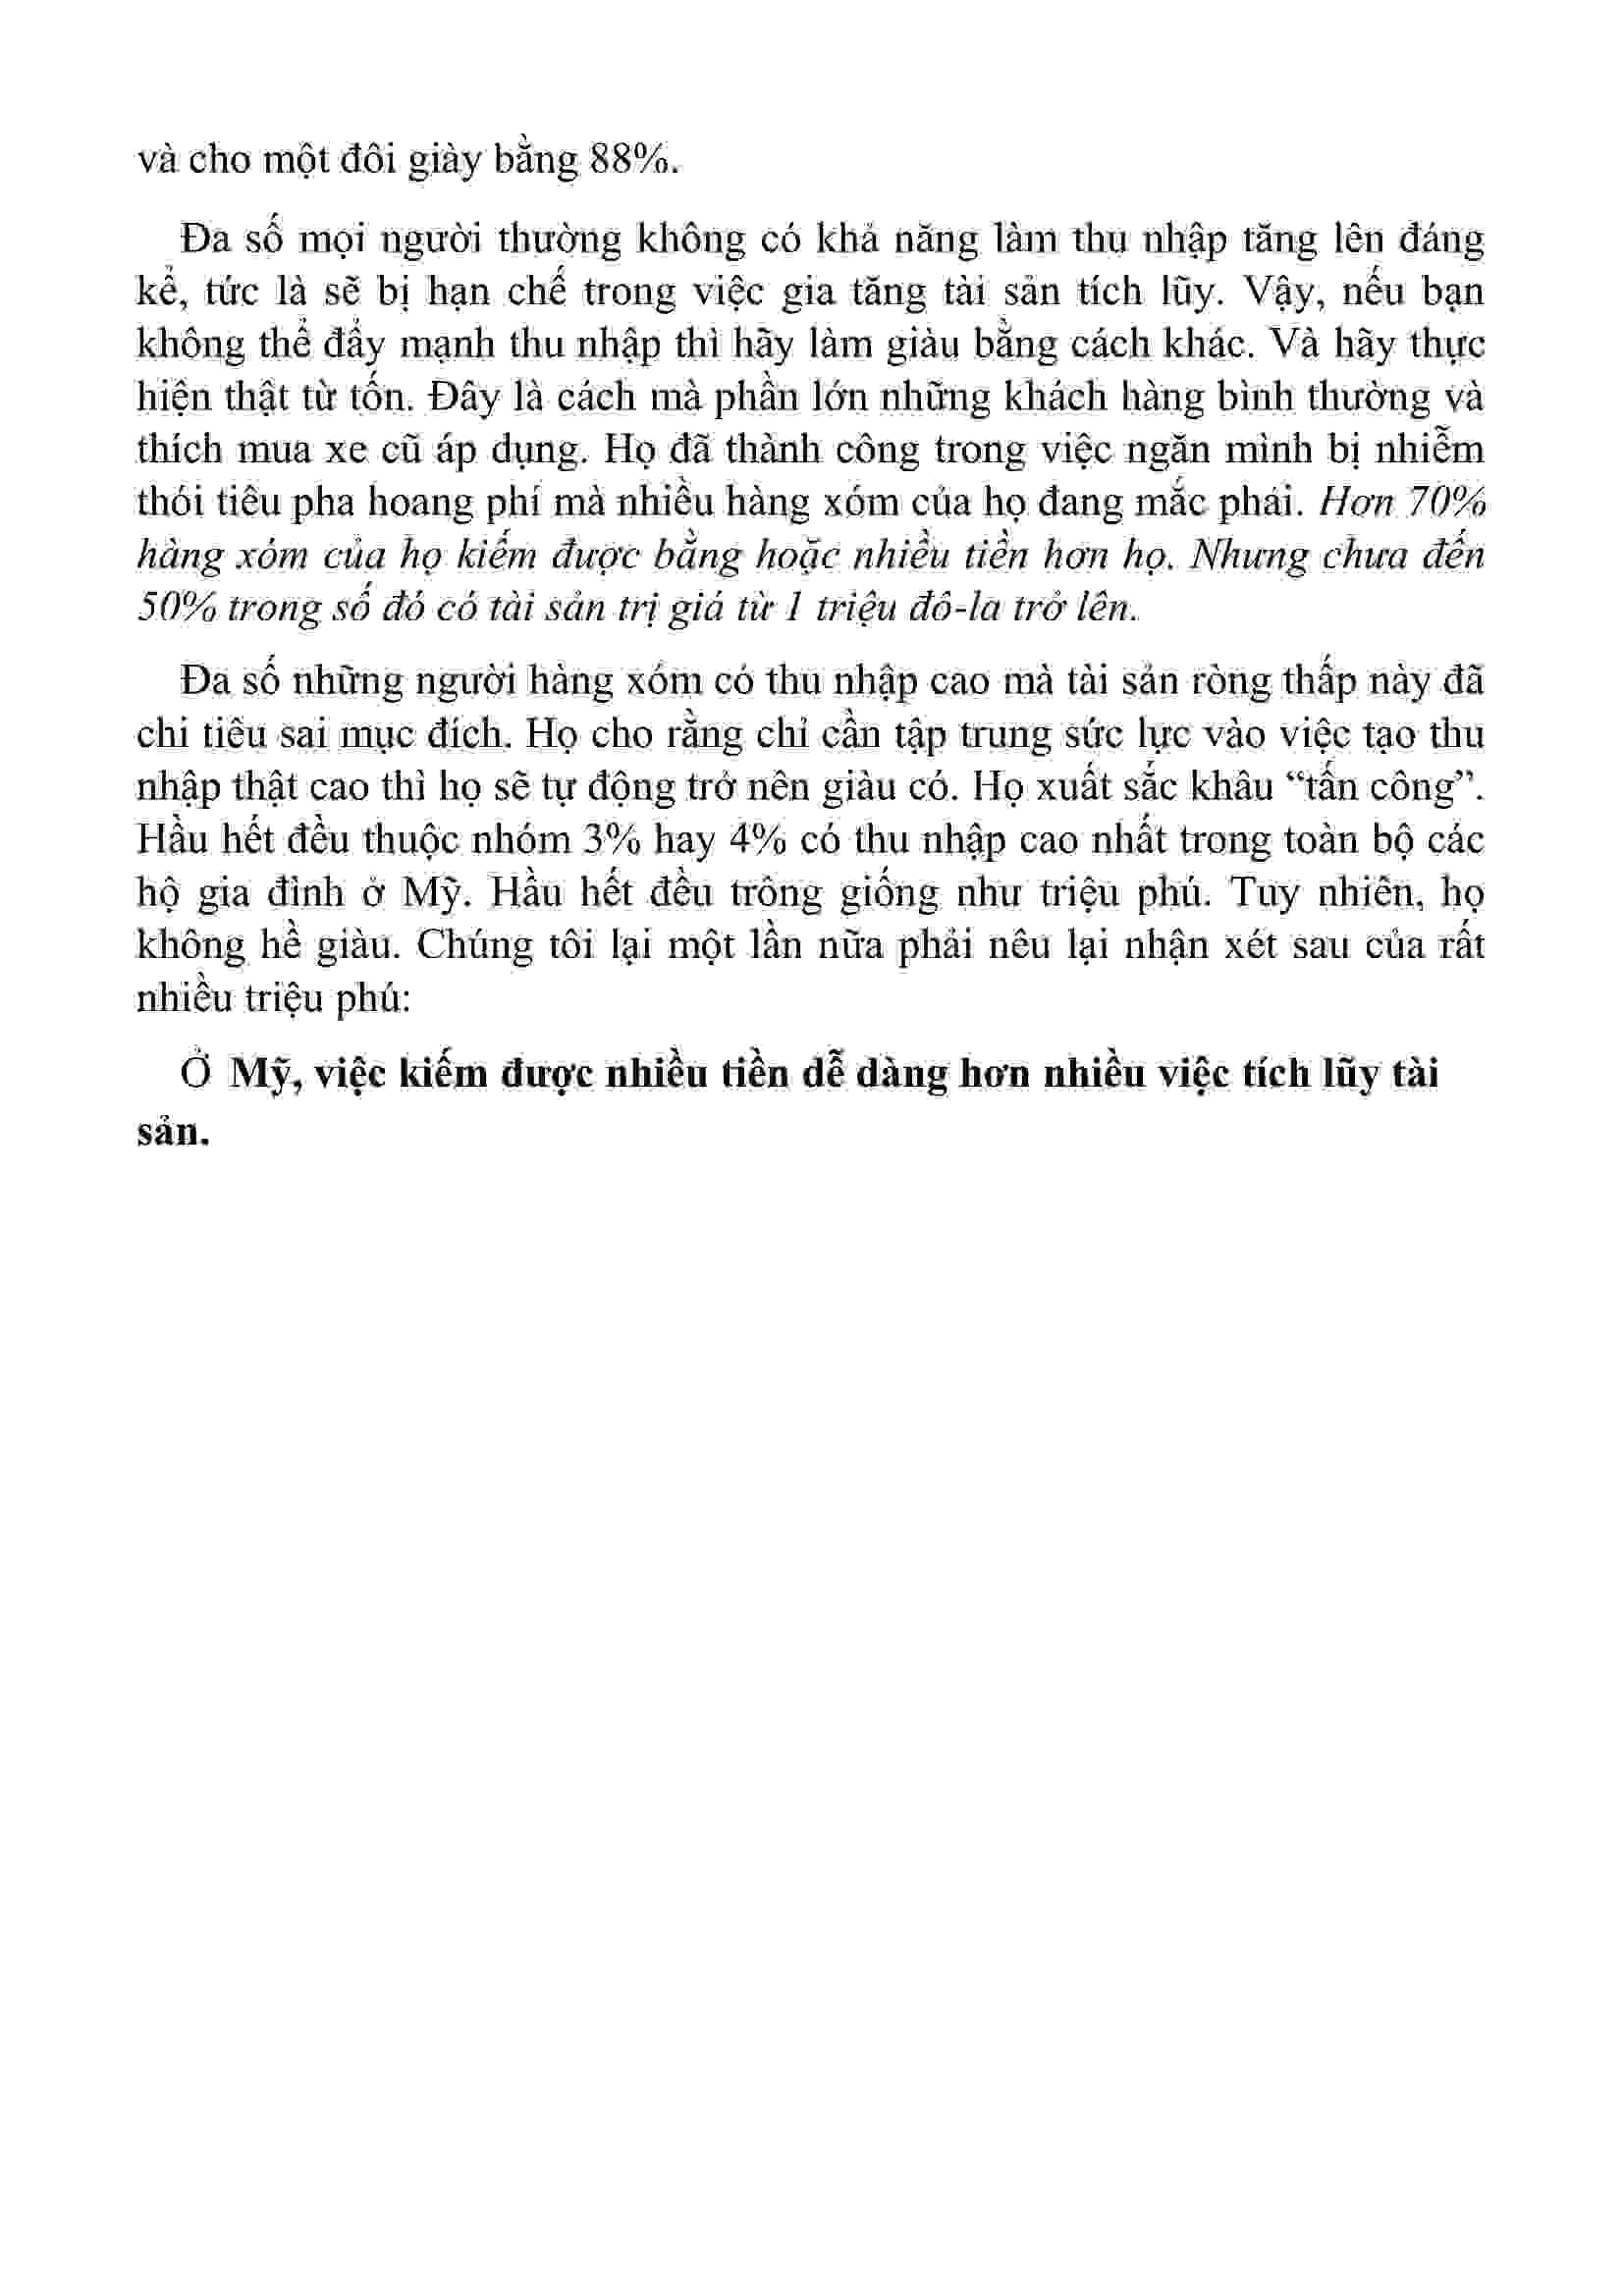 và cho một đôi giày bằng 88%.
Đa số mọi người thường không có khả năng làm thu nhập tăng lên đáng
kể, tức là sẽ bị hạn chế trong việc gia tăng tài sản tích lũy. Vậy, nếu bạn
không thể đẩy mạnh thu nhập thì hãy làm giàu bằng cách khác. Và hãy thực
hiện thật từ tốn. Đây là cách mà phần lớn những khách hàng bình thường và
thích mua xe cũ áp dụng. Họ đã thành công trong việc ngăn mình bị nhiễm
thói tiêu pha hoang phí mà nhiều hàng xóm của họ đang mắc phải. Hơn 70%
hàng xóm của họ kiếm được bằng hoặc nhiều tiền hơn họ. Nhưng chưa đến
50% trong số đó có tài sản trị giá từ 1 triệu đô-la trở lên.
Đa số những người hàng xóm có thu nhập cao mà tài sản ròng thấp này đã
chi tiêu sai mục đích. Họ cho rằng chỉ cần tập trung sức lực vào việc tạo thu
nhập thật cao thì họ sẽ tự động trở nên giàu có. Họ xuất sắc khâu “tấn công”.
Hầu hết đều thuộc nhóm 3% hay 4% có thu nhập cao nhất trong toàn bộ các
hộ gia đình ở Mỹ. Hầu hết đều trông giống như triệu phú. Tuy nhiên, họ
không hề giàu. Chúng tôi lại một lần nữa phải nêu lại nhận xét sau của rất
nhiều triệu phú:
Ở Mỹ, việc kiếm được nhiều tiền dễ dàng hơn nhiều việc tích lũy tài
sản.